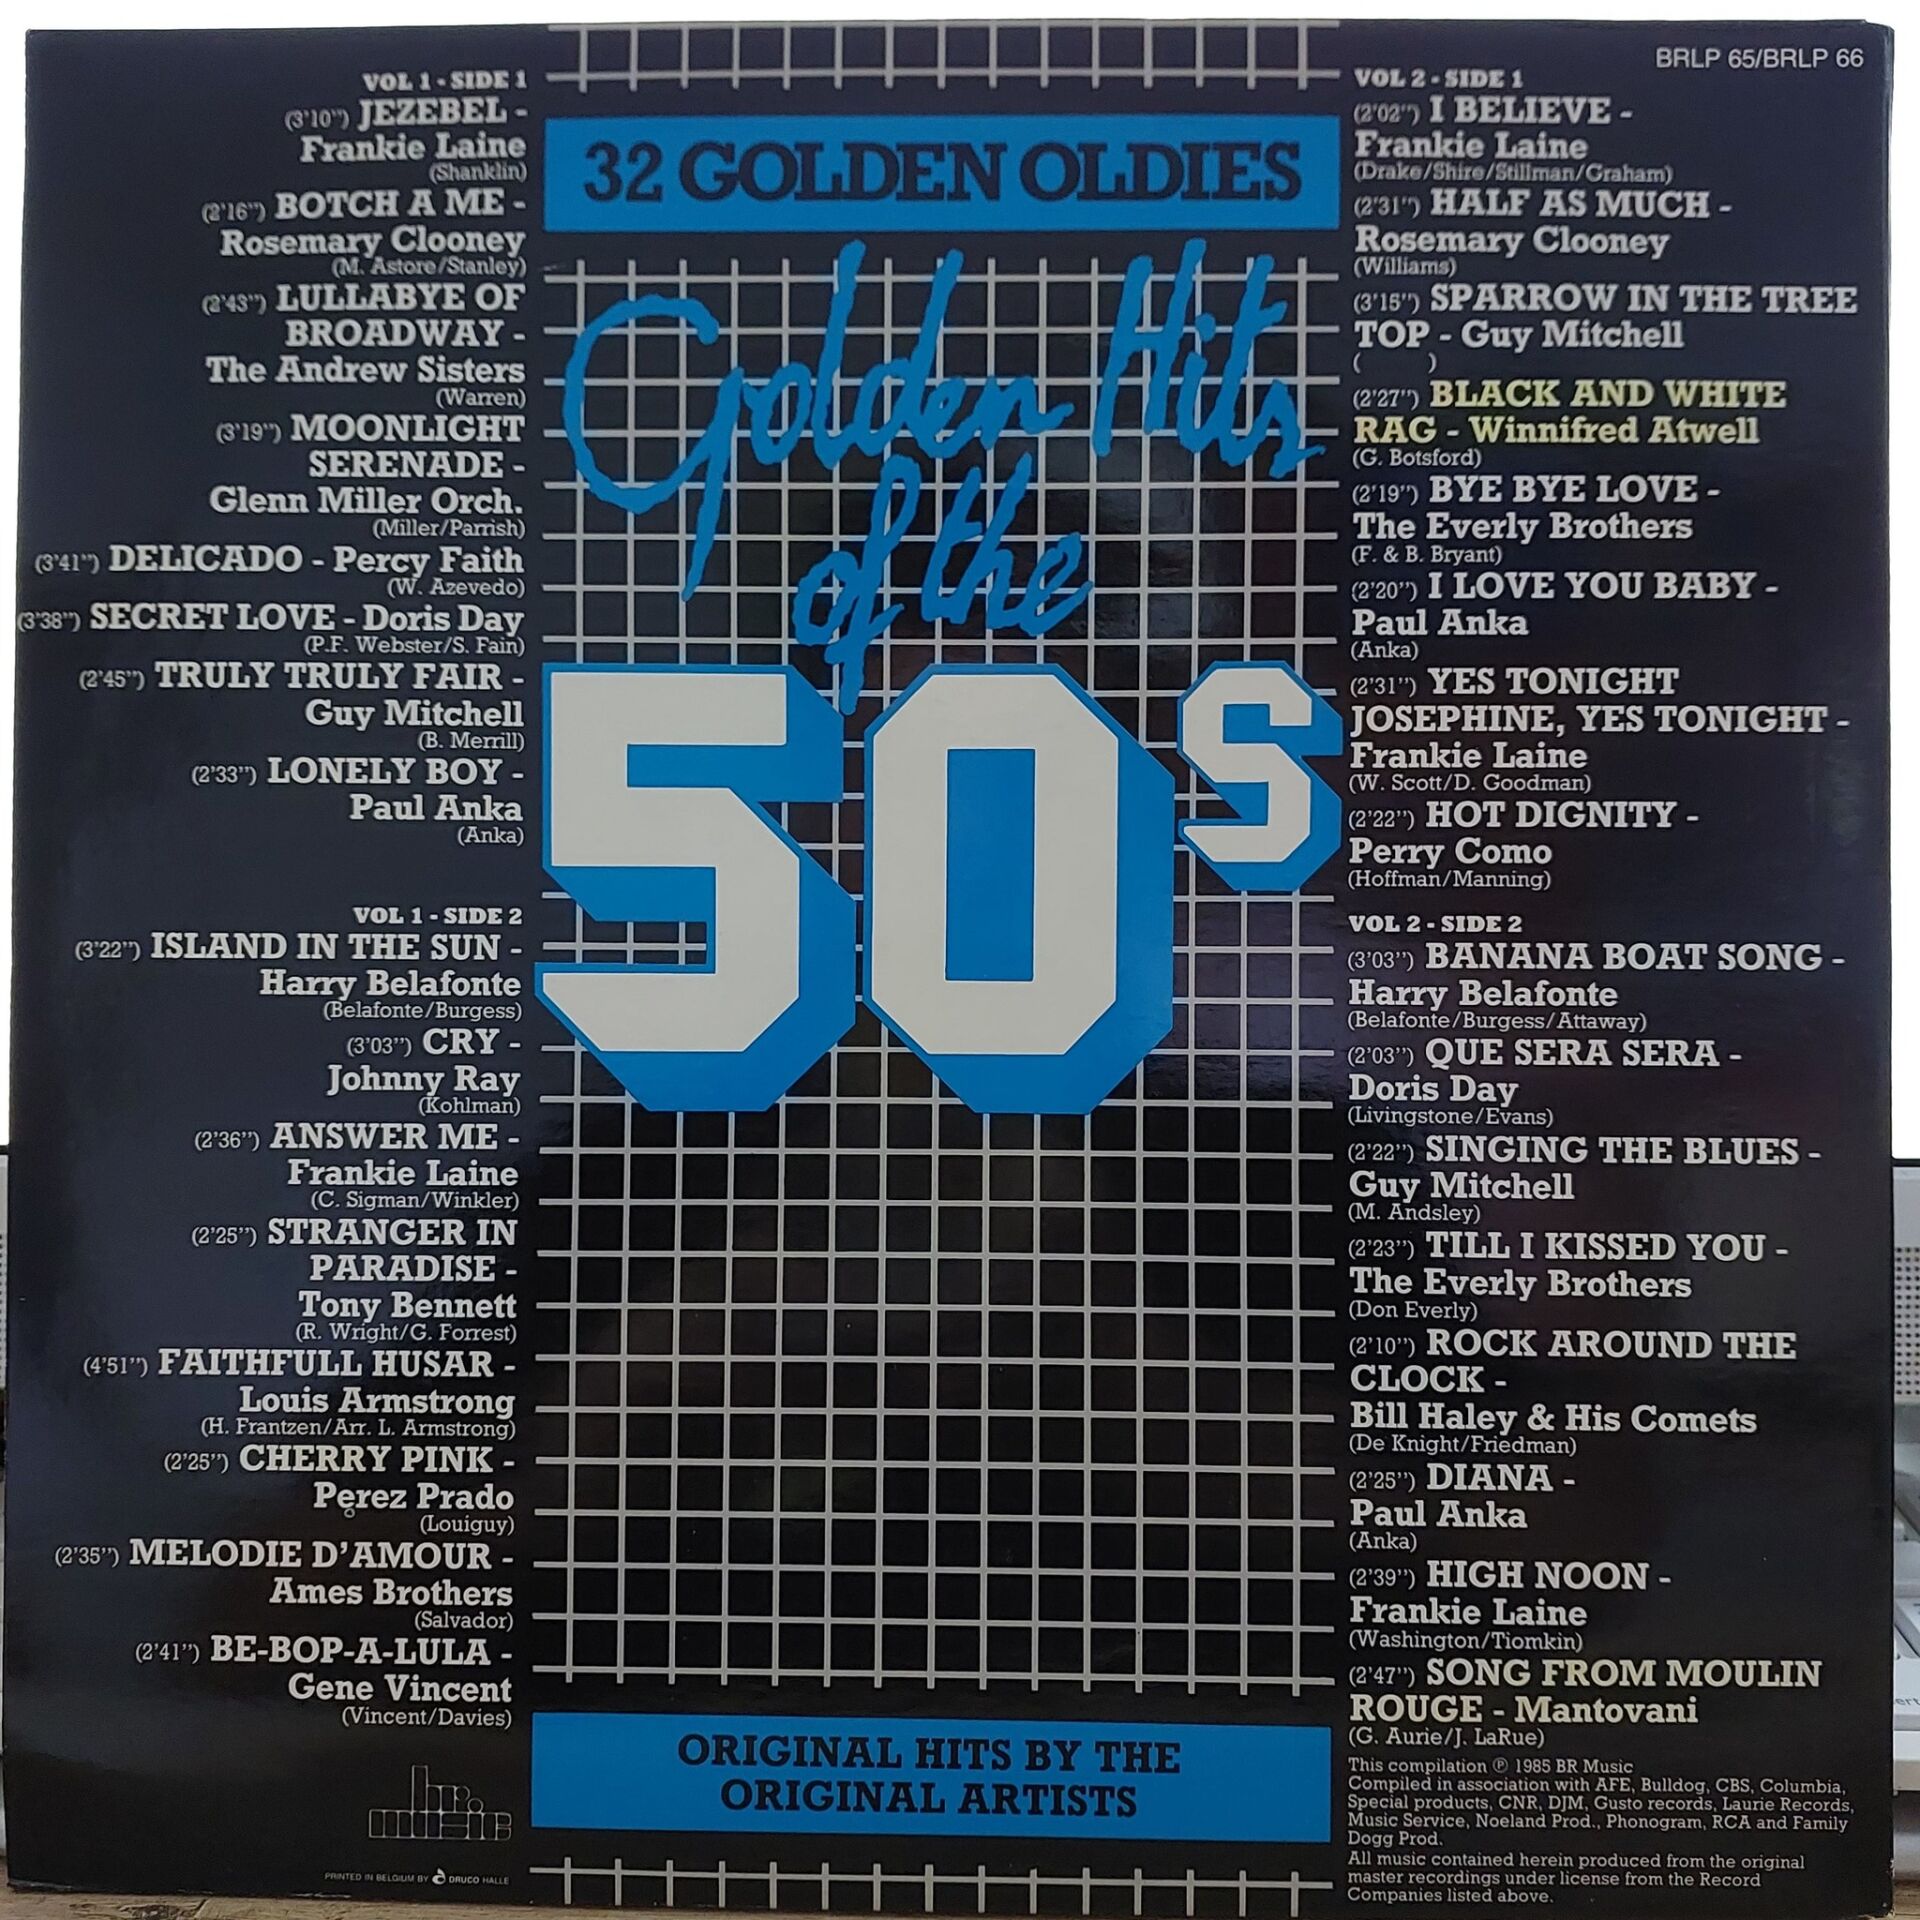 BRLP 65/BRLP 66
VOL 1 - SIDE 1
(3'10") JEZEBEL -
Frankie Laine
(Shanklin)
(2'16") BOTCH A ME -
Rosemary Clooney
(M. Astore/Stanley)
(2'43") LULLABYE OF
BROADWAY -
The Andrew Sisters
(Warren)
(3'19") MOONLIGHT
SERENADE -
Glenn Miller Orch.
(Miller/Parrish)
(3'41") DELICADO - Percy Faith
(W. Azevedo)
(3'38") SECRET LOVE - Doris Day
(P.F. Webster/S. Fain)
(2'45") TRULY TRULY FAIR -
Guy Mitchell
(B. Merrill)
(2'33") LONELY BOY -
Paul Anka
(Anka)
VOL 1 - SIDE 2
(3'22") ISLAND IN THE SUN -
Harry Belafonte
(Belafonte/Burgess)
(3'03") CRY -
Johnny Ray
(Kohlman)
(2'36") ANSWER ME -
Frankie Laine
(C. Sigman/Winkler)
(2'25") STRANGER IN
PARADISE -
Tony Bennett
(R. Wright/G. Forrest)
(4'51") FAITHFULL HUSAR -
Louis Armstrong
(H. Frantzen/Arr. L. Armstrong)
(2'25") CHERRY PINK -
Perez Prado
(Louiguy)
(2'35") MELODIE D'AMOUR -
Ames Brothers
(Salvador)
(2'41") BE-BOP-A-LULA -
Gene Vincent
(Vincent/Davies)
br.
music
PRINTED IN BELGIUM BY DRUCO HALLE
32 GOLDEN OLDIES
Golden Hits
of the
50s
ORIGINAL HITS BY THE
ORIGINAL ARTISTS
VOL 2 - SIDE 1
(2'02") I BELIEVE -
Frankie Laine
(Drake/Shire/Stillman/Graham)
(2'31") HALF AS MUCH -
Rosemary Clooney
(Williams)
(3'15") SPARROW IN THE TREE
TOP - Guy Mitchell
( )
(2'27") BLACK AND WHITE
RAG - Winnifred Atwell
(G. Botsford)
(2'19") BYE BYE LOVE -
The Everly Brothers
(F. & B. Bryant)
(2'20") I LOVE YOU BABY -
Paul Anka
(Anka)
(2'31") YES TONIGHT
JOSEPHINE, YES TONIGHT -
Frankie Laine
(W. Scott/D. Goodman)
(2'22") HOT DIGNITY -
Perry Como
(Hoffman/Manning)
VOL 2 - SIDE 2
(3'03") BANANA BOAT SONG -
Harry Belafonte
(Belafonte/Burgess/Attaway)
(2'03") QUE SERA SERA -
Doris Day
(Livingstone/Evans)
(2'22") SINGING THE BLUES -
Guy Mitchell
(M. Andsley)
(2'23") TILL I KISSED YOU -
The Everly Brothers
(Don Everly)
(2'10") ROCK AROUND THE
CLOCK -
Bill Haley & His Comets
(De Knight/Friedman)
(2'25") DIANA -
Paul Anka
(Anka)
(2'39") HIGH NOON -
Frankie Laine
(Washington/Tiomkin)
(2'47") SONG FROM MOULIN
ROUGE - Mantovani
(G. Aurie/J. LaRue)
This compilation ℗ 1985 BR Music
Compiled in association with AFE, Bulldog, CBS, Columbia,
Special products, CNR, DJM, Gusto records, Laurie Records,
Music Service, Noeland Prod., Phonogram, RCA and Family
Dogg Prod.
All music contained herein produced from the original
master recordings under license from the Record
Companies listed above.